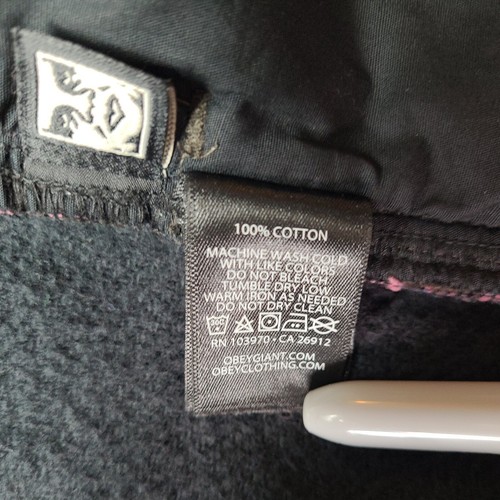 100% COTTON
MACHINE WASH COLD
WITH LIKE COLORS
DO NOT BLEACH
TUMBLE DRY LOW
WARM IRON AS NEEDED
DO NOT DRY CLEAN
RN 103970 • CA 26912
OBEYGIANT.COM
OBEYCLOTHING.COM